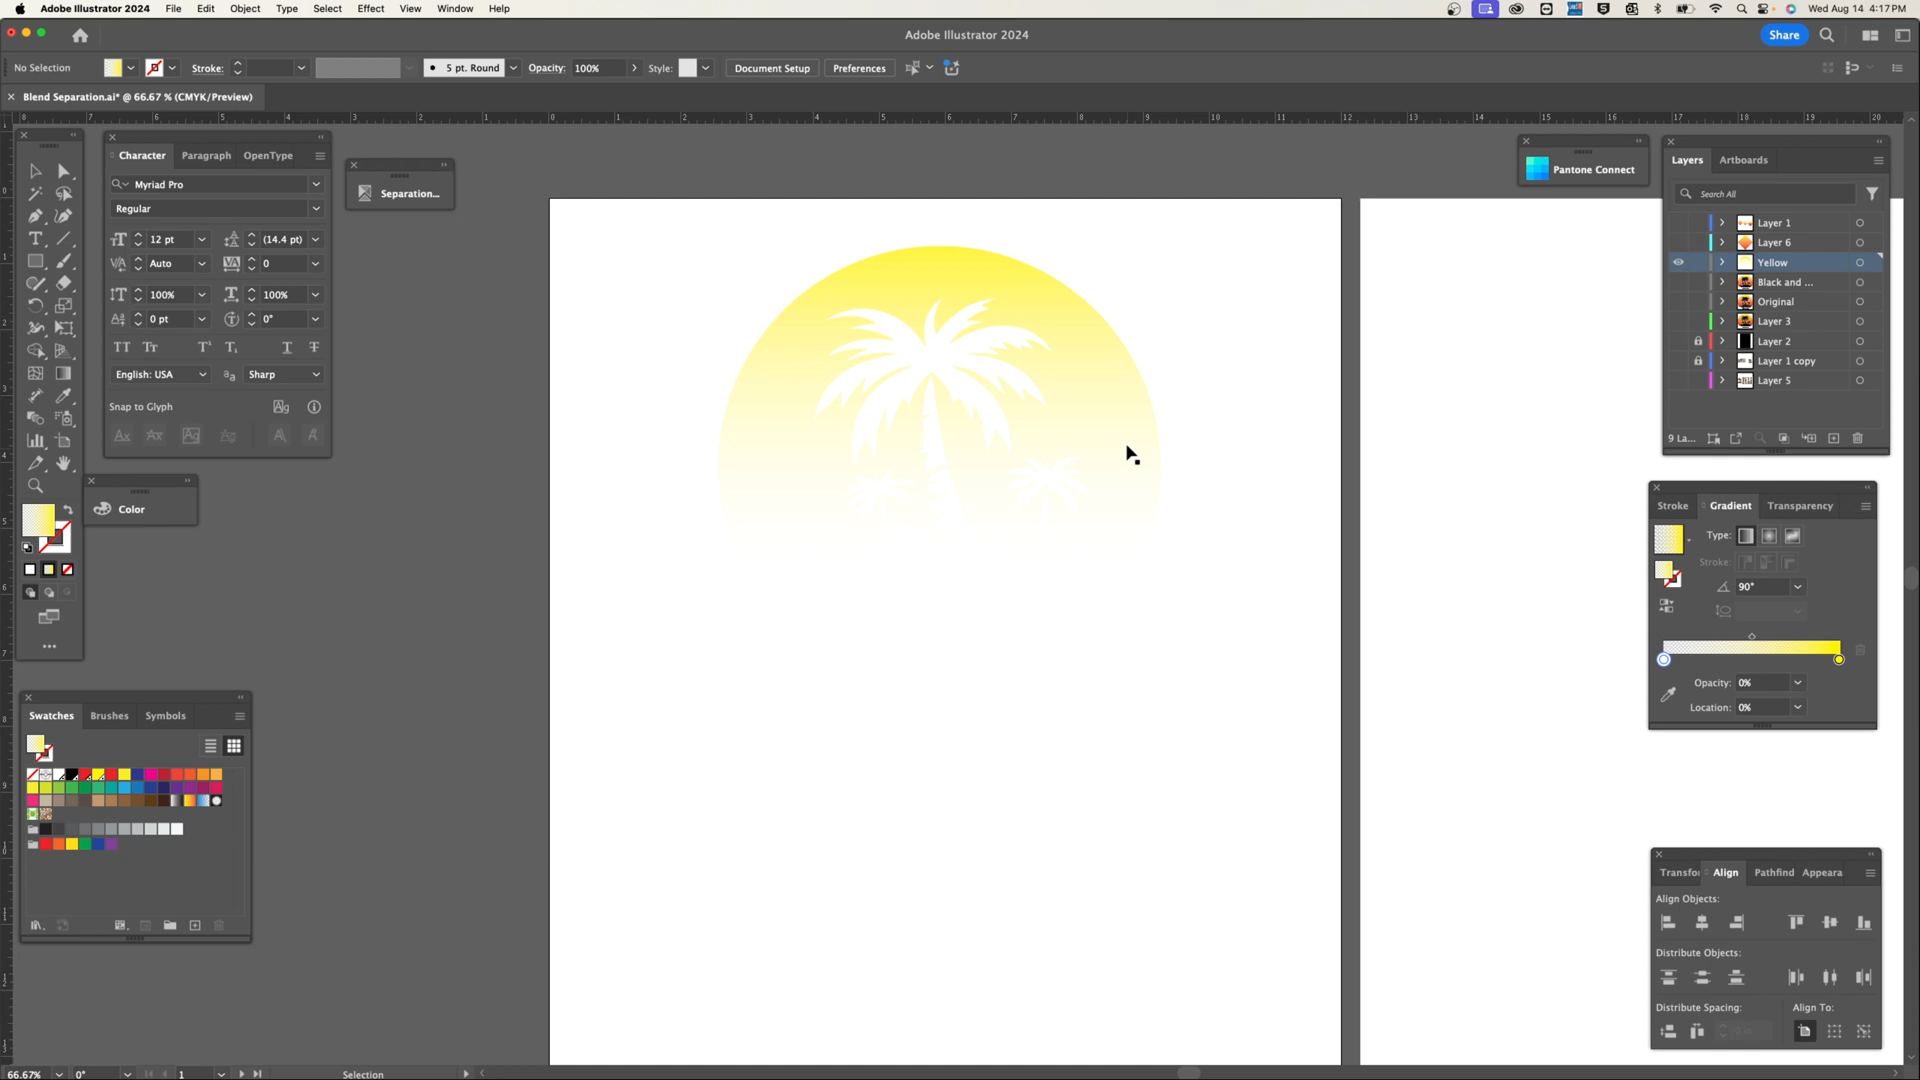 Adobe Illustrator 2024 File Edit Object Type Select Effect View Window Help Wed Aug 14 4:17 PM
Adobe Illustrator 2024 Share
No Selection Stroke: 5 pt. Round Opacity: 100% Style: Document Setup Preferences
Blend Separation.ai* @ 66.67 % (CMYK/Preview)
Character Paragraph OpenType
Myriad Pro
Regular
12 pt (14.4 pt)
Auto 0
100% 100%
0 pt 0°
English: USA Sharp
Snap to Glyph
Separation...
Color
Swatches Brushes Symbols
Pantone Connect
Layers Artboards
Search All
Layer 1
Layer 6
Yellow
Black and ...
Original
Layer 3
Layer 2
Layer 1 copy
Layer 5
9 La...
Stroke Gradient Transparency
Type:
Stroke:
90°
Opacity: 0%
Location: 0%
Transfor Align Pathfind Appeara
Align Objects:
Distribute Objects:
Distribute Spacing: Align To:
66.67% 0° 1 Selection